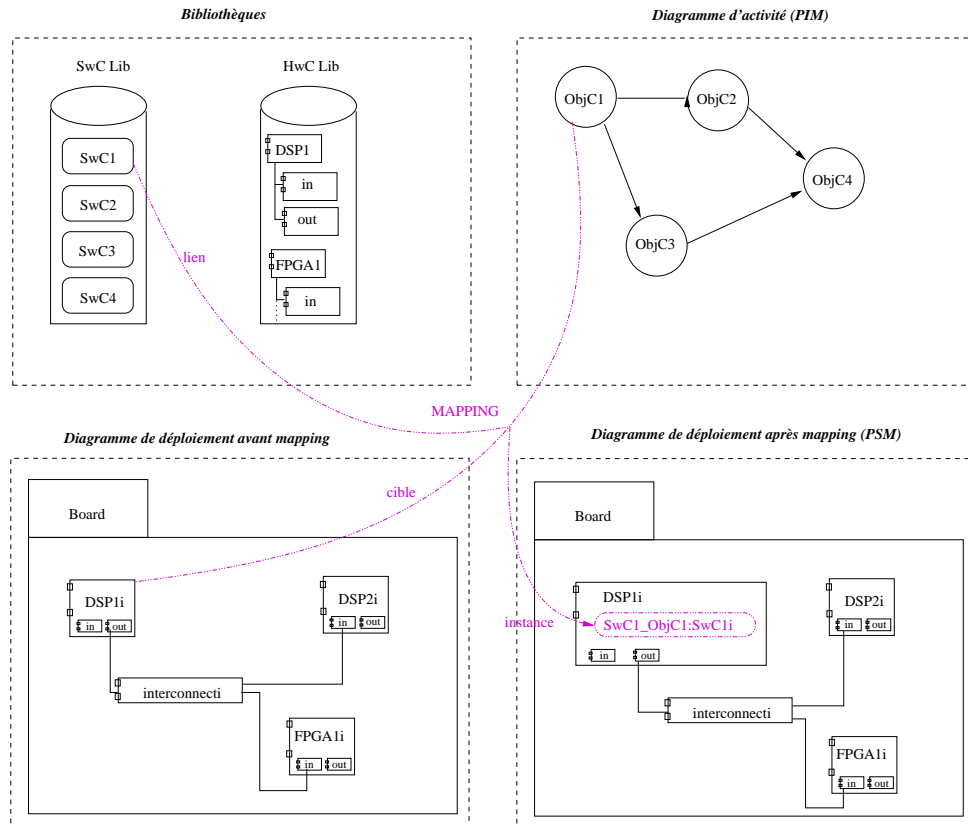 Bibliothèques
SwC Lib
HwC Lib
SwC1
SwC2
SwC3
SwC4
DSP1
in
out
FPGA1
in
lien
Diagramme d'activité (PIM)
ObjC1
ObjC2
ObjC3
ObjC4
MAPPING
Diagramme de déploiement avant mapping
cible
Board
DSP1i
in
out
DSP2i
in
out
interconnecti
FPGA1i
in
out
Diagramme de déploiement après mapping (PSM)
Board
DSP1i
instance
SwC1_ObjC1:SwC1i
in
out
DSP2i
in
out
interconnecti
FPGA1i
in
out